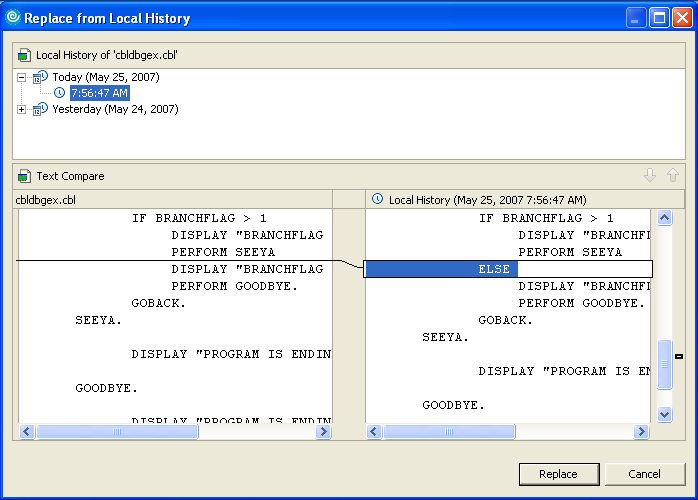 Replace from Local History
Local History of 'cbldbgex.cbl'
Today (May 25, 2007)
7:56:47 AM
Yesterday (May 24, 2007)
Text Compare
cbldbgex.cbl
IF BRANCHFLAG > 1
DISPLAY "BRANCHFLAG
PERFORM SEEYA
DISPLAY "BRANCHFLAG
PERFORM GOODBYE.
GOBACK.
SEEYA.
DISPLAY "PROGRAM IS ENDIN
GOODBYE.
DISPLAY "PROGRAM IS ENDIN
Local History (May 25, 2007 7:56:47 AM)
IF BRANCHFLAG > 1
DISPLAY "BRANCHFL
PERFORM SEEYA
ELSE
DISPLAY "BRANCHFL
PERFORM GOODBYE.
GOBACK.
SEEYA.
DISPLAY "PROGRAM IS EN
GOODBYE.
Replace
Cancel